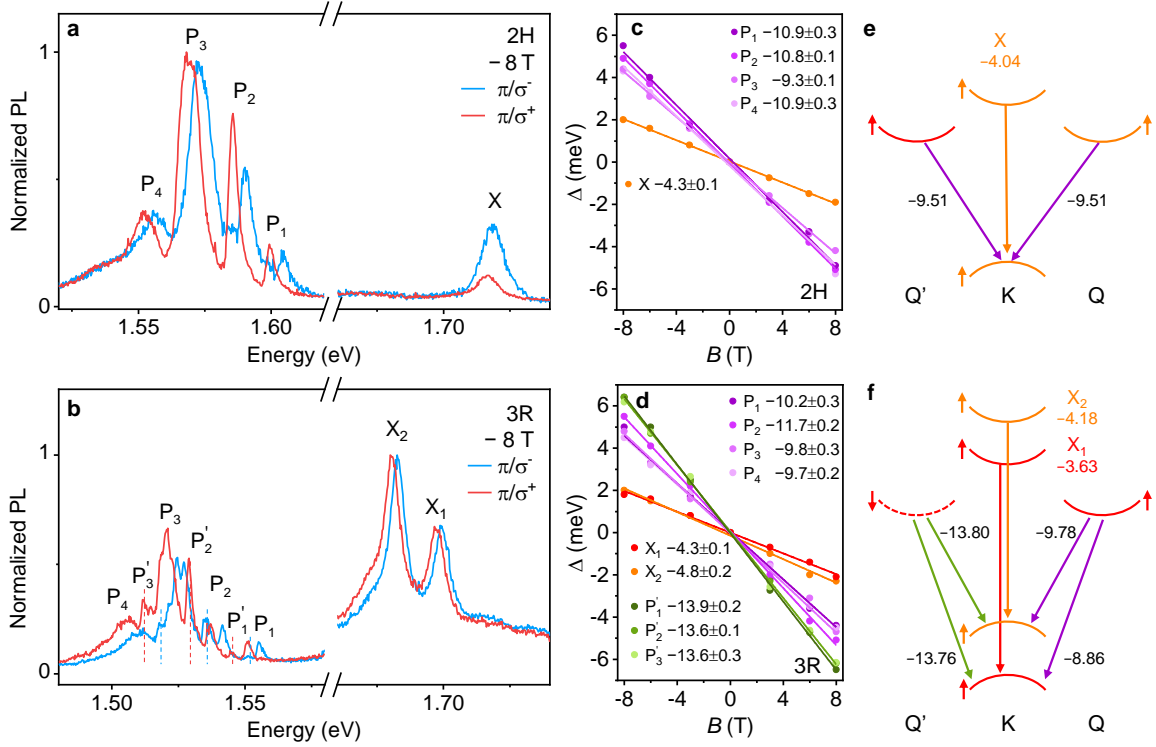 a
2H
− 8 T
π/σ⁻
π/σ⁺
P₃
P₂
P₄
P₁
X
Normalized PL
1
0
1.55
1.60
1.70
Energy (eV)
b
3R
− 8 T
π/σ⁻
π/σ⁺
X₂
X₁
P₃
P₂'
P₃'
P₂
P₄
P₁'
P₁
Normalized PL
1
0
1.50
1.55
1.70
Energy (eV)
c
P₁ −10.9±0.3
P₂ −10.8±0.1
P₃ −9.3±0.1
P₄ −10.9±0.3
X −4.3±0.1
2H
Δ (meV)
6
4
2
0
-2
-4
-6
-8
-4
0
4
8
B (T)
d
P₁ −10.2±0.3
P₂ −11.7±0.2
P₃ −9.8±0.3
P₄ −9.7±0.2
X₁ −4.3±0.1
X₂ −4.8±0.2
P₁' −13.9±0.2
P₂' −13.6±0.1
P₃' −13.6±0.3
3R
Δ (meV)
6
4
2
0
-2
-4
-6
-8
-4
0
4
8
B (T)
e
X
−4.04
−9.51
−9.51
Q'
K
Q
f
X₂
−4.18
X₁
−3.63
−13.80
−9.78
−13.76
−8.86
Q'
K
Q